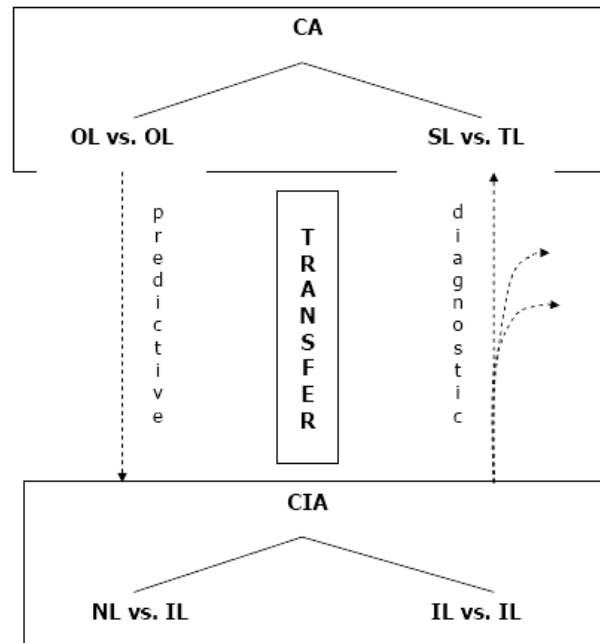 CA
OL vs. OL
SL vs. TL
predictive
TRANSFER
diagnostic
CIA
NL vs. IL
IL vs. IL